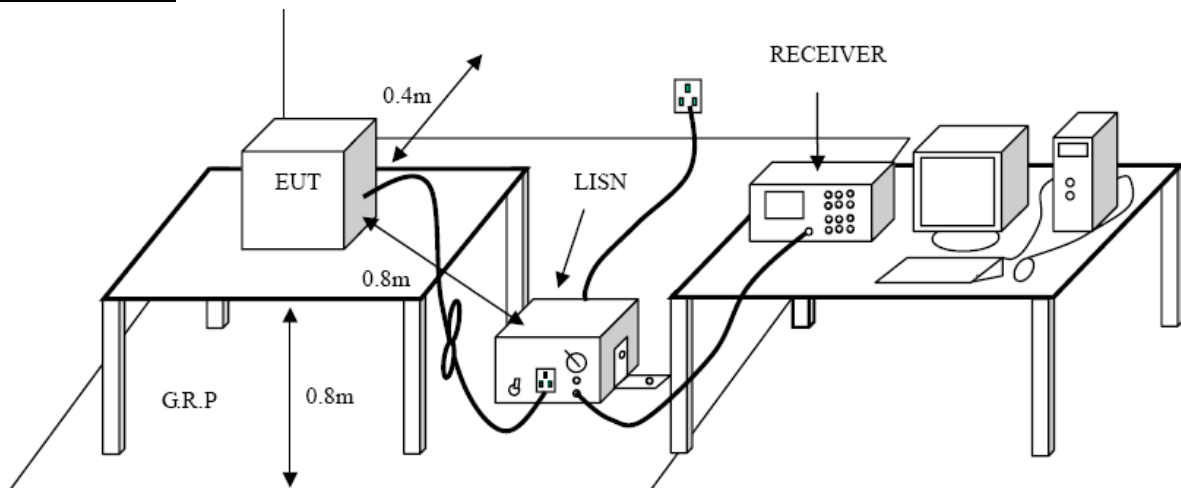 RECEIVER
0.4m
EUT
LISN
0.8m
G.R.P
0.8m